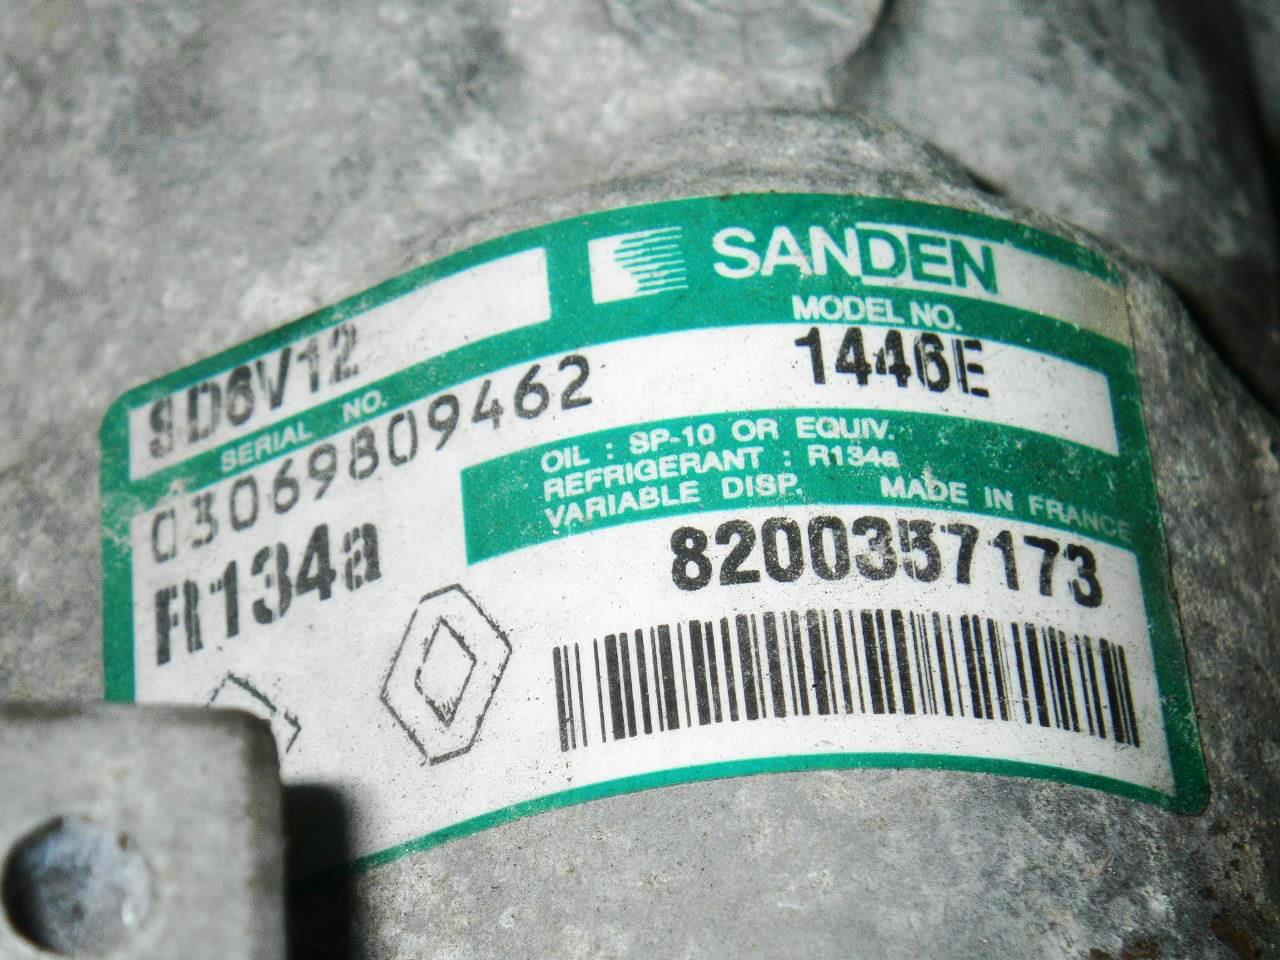 SANDEN
SD6V12
MODEL NO.
1446E
SERIAL NO.
03069809462
OIL : SP-10 OR EQUIV.
REFRIGERANT : R134a
VARIABLE DISP. MADE IN FRANCE
R134a
8200357173